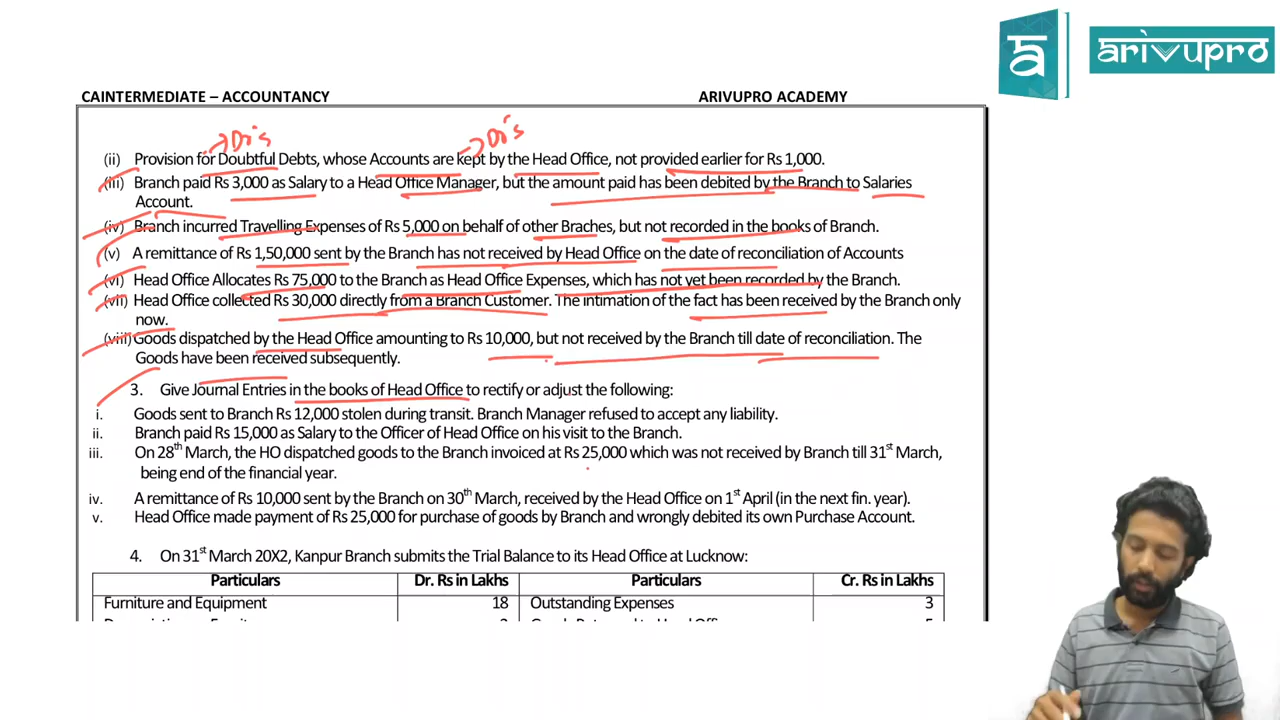 arivupro
CAINTERMEDIATE – ACCOUNTANCY
ARIVUPRO ACADEMY
→ Dr's
→ Dr's
(ii) Provision for Doubtful Debts, whose Accounts are kept by the Head Office, not provided earlier for Rs 1,000.
(iii) Branch paid Rs 3,000 as Salary to a Head Office Manager, but the amount paid has been debited by the Branch to Salaries
Account.
(iv) Branch incurred Travelling Expenses of Rs 5,000 on behalf of other Braches, but not recorded in the books of Branch.
(v) A remittance of Rs 1,50,000 sent by the Branch has not received by Head Office on the date of reconciliation of Accounts
(vi) Head Office Allocates Rs 75,000 to the Branch as Head Office Expenses, which has not yet been recorded by the Branch.
(vii) Head Office collected Rs 30,000 directly from a Branch Customer. The intimation of the fact has been received by the Branch only
now.
(viii) Goods dispatched by the Head Office amounting to Rs 10,000, but not received by the Branch till date of reconciliation. The
Goods have been received subsequently.
3. Give Journal Entries in the books of Head Office to rectify or adjust the following:
i. Goods sent to Branch Rs 12,000 stolen during transit. Branch Manager refused to accept any liability.
ii. Branch paid Rs 15,000 as Salary to the Officer of Head Office on his visit to the Branch.
iii. On 28th March, the HO dispatched goods to the Branch invoiced at Rs 25,000 which was not received by Branch till 31st March,
being end of the financial year.
iv. A remittance of Rs 10,000 sent by the Branch on 30th March, received by the Head Office on 1st April (in the next fin. year).
v. Head Office made payment of Rs 25,000 for purchase of goods by Branch and wrongly debited its own Purchase Account.
4. On 31st March 20X2, Kanpur Branch submits the Trial Balance to its Head Office at Lucknow:
Particulars Dr. Rs in Lakhs Particulars Cr. Rs in Lakhs
Furniture and Equipment 18 Outstanding Expenses 3